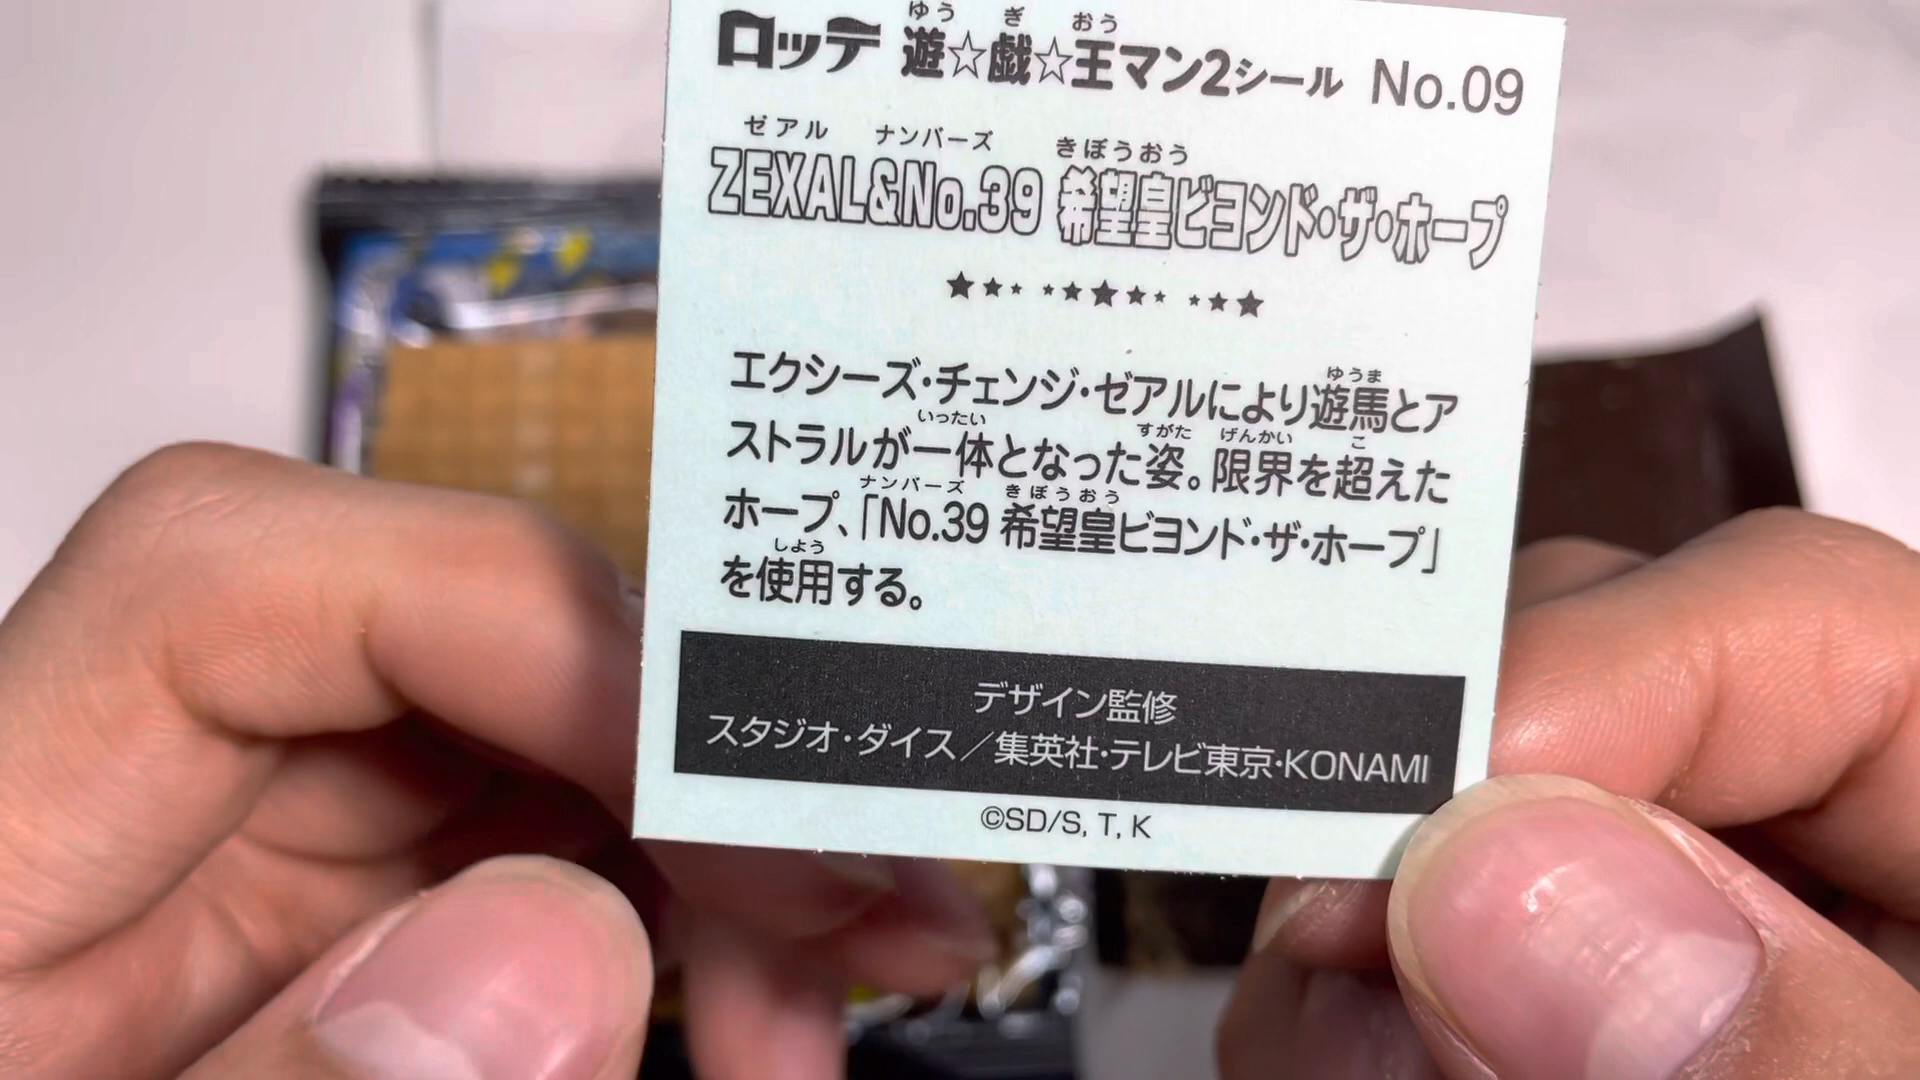 ロッテ 遊☆戯☆王マン2シール No.09
ゆう ぎ おう
ZEXAL&No.39 希望皇ビヨンド・ザ・ホープ
ゼアル ナンバーズ きぼうおう
エクシーズ・チェンジ・ゼアルにより遊馬とア
ゆうま
ストラルが一体となった姿。限界を超えた
いったい すがた げんかい こ
ホープ、「No.39 希望皇ビヨンド・ザ・ホープ」
ナンバーズ きぼうおう
を使用する。
しよう
デザイン監修
スタジオ・ダイス／集英社・テレビ東京・KONAMI
©SD/S, T, K